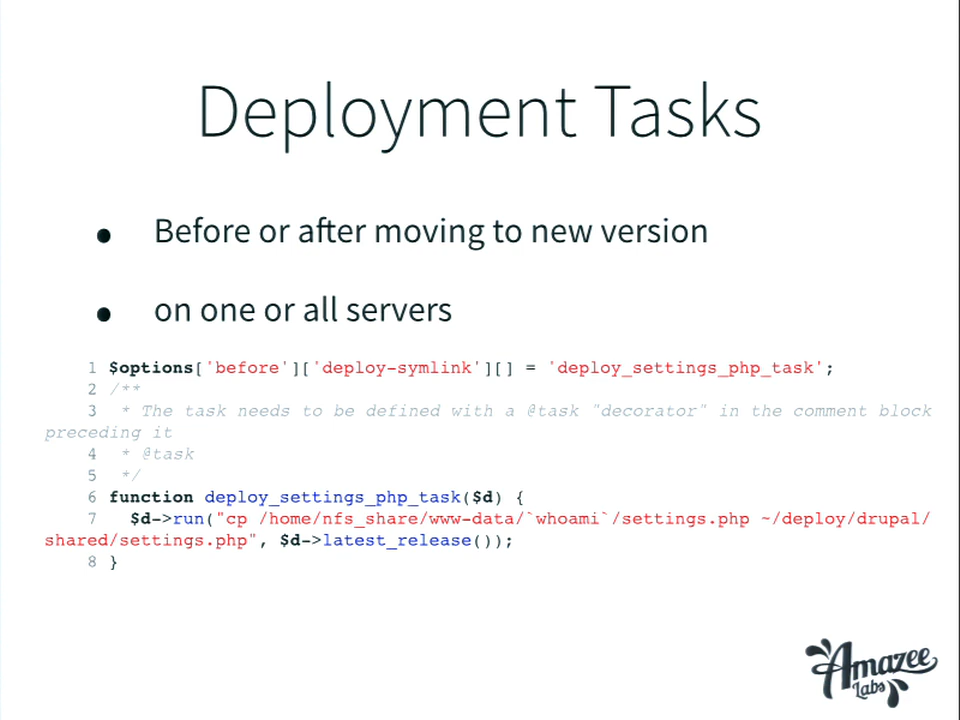 Deployment Tasks
• Before or after moving to new version
• on one or all servers
1 $options['before']['deploy-symlink'][] = 'deploy_settings_php_task';
2 /**
3  * The task needs to be defined with a @task "decorator" in the comment block
preceding it
4  * @task
5  */
6 function deploy_settings_php_task($d) {
7   $d->run("cp /home/nfs_share/www-data/`whoami`/settings.php ~/deploy/drupal/
shared/settings.php", $d->latest_release());
8 }
Amazee
Labs